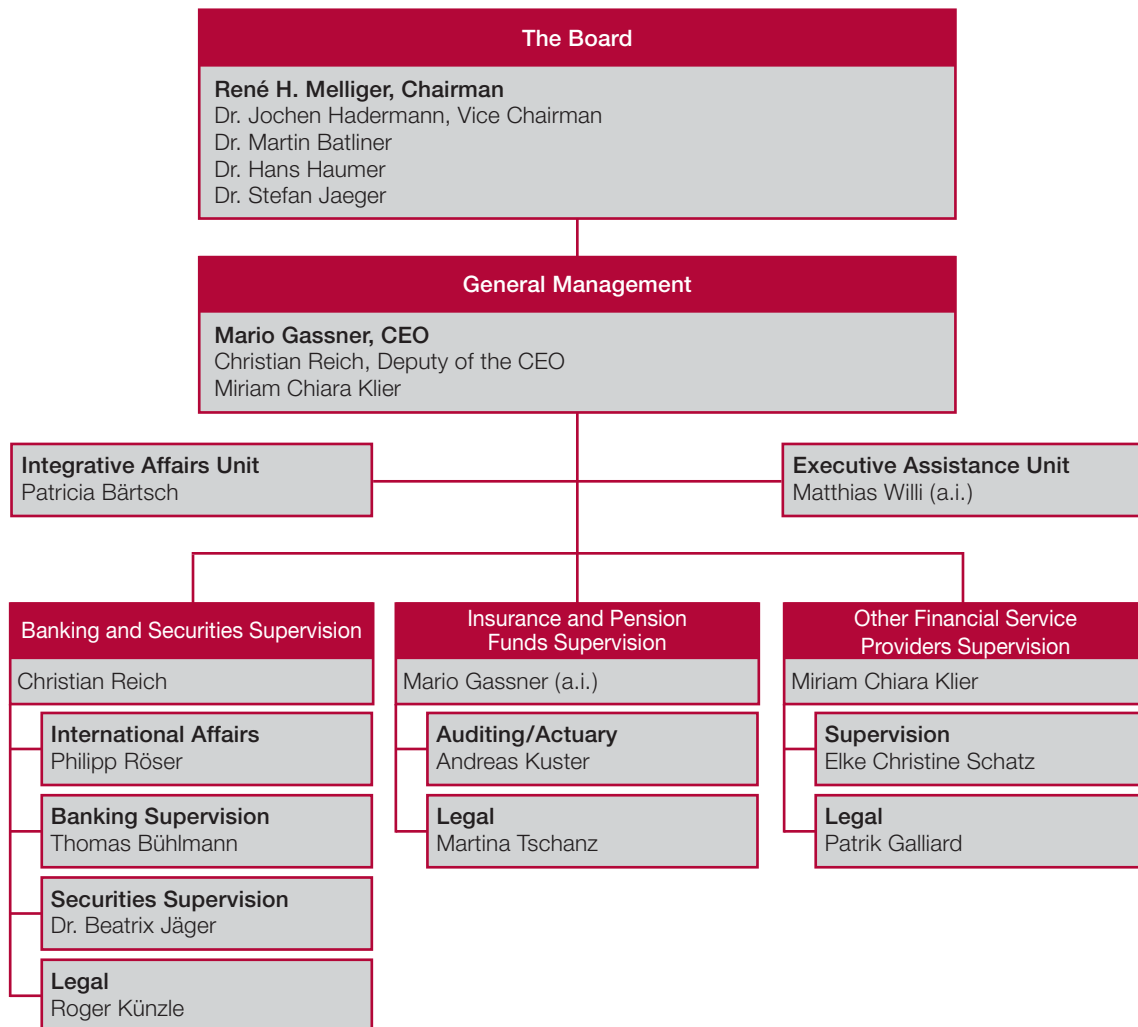 The Board
René H. Melliger, Chairman
Dr. Jochen Hadermann, Vice Chairman
Dr. Martin Batliner
Dr. Hans Haumer
Dr. Stefan Jaeger
General Management
Mario Gassner, CEO
Christian Reich, Deputy of the CEO
Miriam Chiara Klier
Integrative Affairs Unit
Patricia Bärtsch
Executive Assistance Unit
Matthias Willi (a.i.)
Banking and Securities Supervision
Christian Reich
International Affairs
Philipp Röser
Banking Supervision
Thomas Bühlmann
Securities Supervision
Dr. Beatrix Jäger
Legal
Roger Künzle
Insurance and Pension
Funds Supervision
Mario Gassner (a.i.)
Auditing/Actuary
Andreas Kuster
Legal
Martina Tschanz
Other Financial Service
Providers Supervision
Miriam Chiara Klier
Supervision
Elke Christine Schatz
Legal
Patrik Galliard